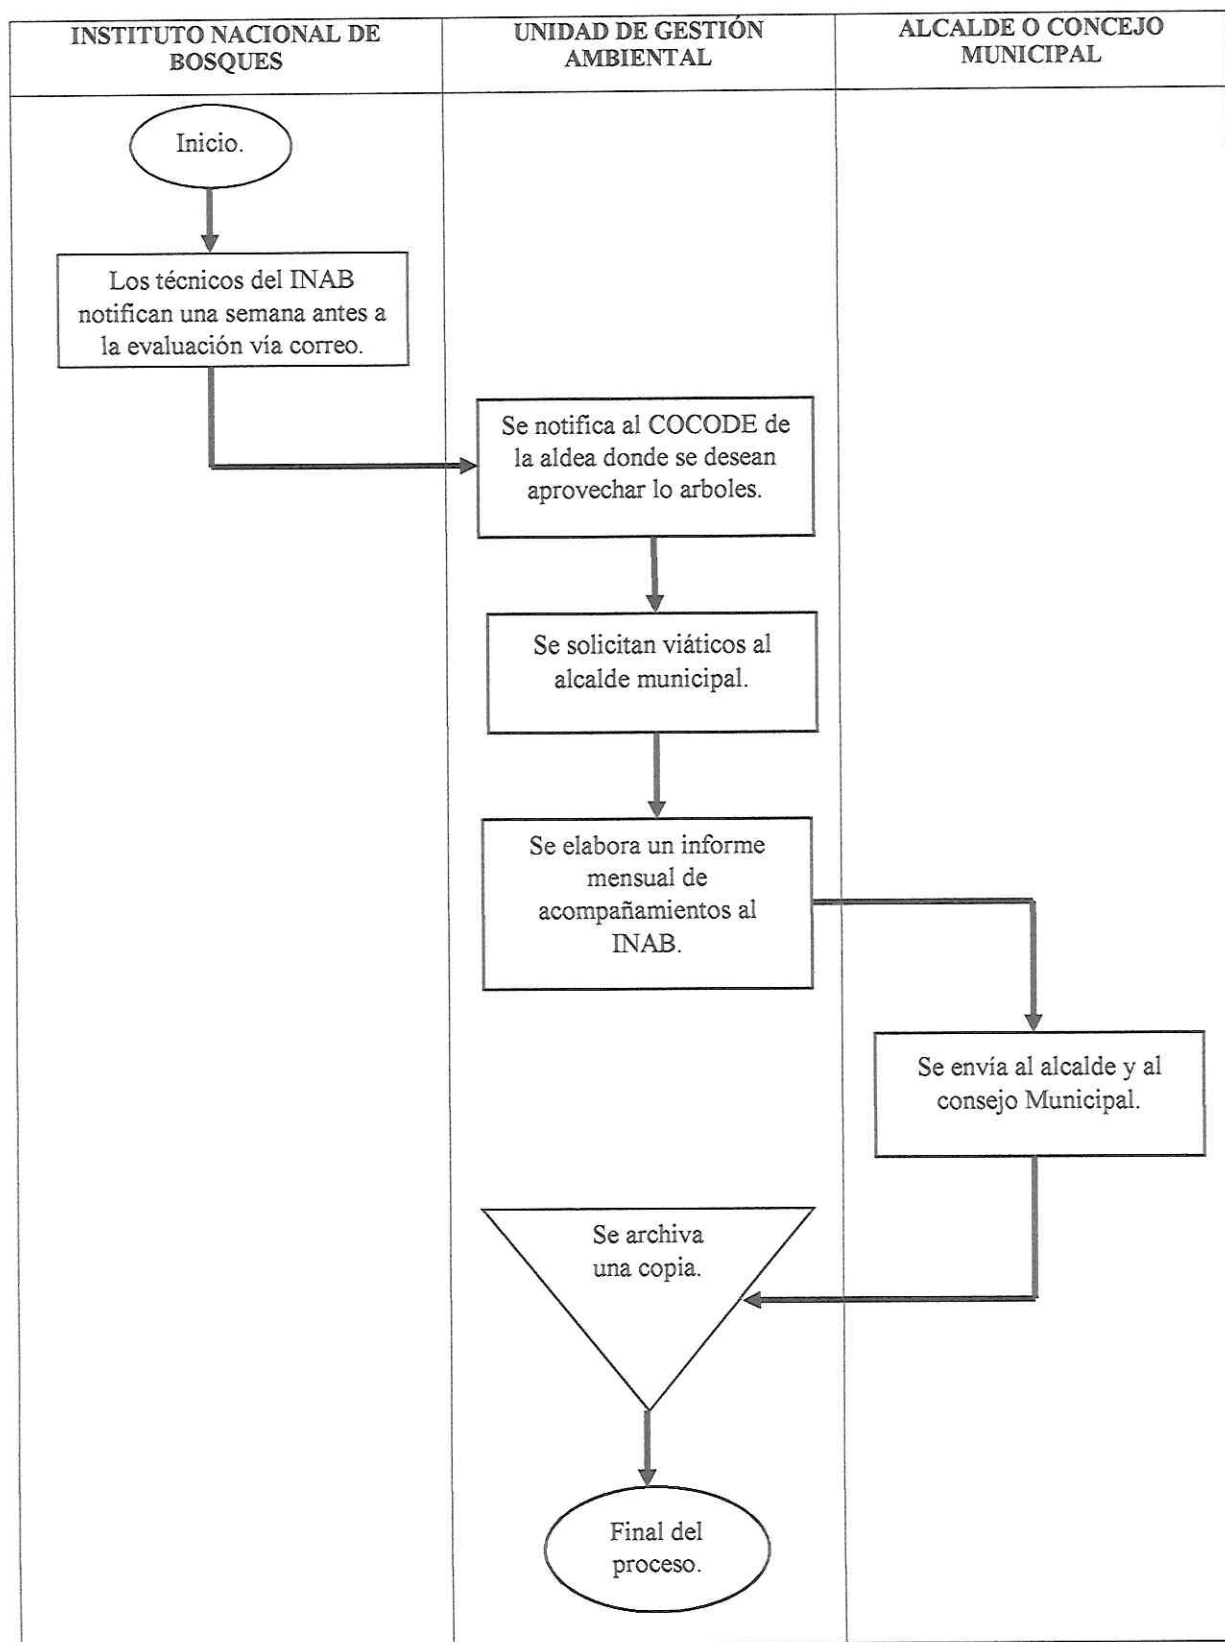 INSTITUTO NACIONAL DE
BOSQUES
UNIDAD DE GESTIÓN
AMBIENTAL
ALCALDE O CONCEJO
MUNICIPAL
Inicio.
Los técnicos del INAB
notifican una semana antes a
la evaluación vía correo.
Se notifica al COCODE de
la aldea donde se desean
aprovechar lo arboles.
Se solicitan viáticos al
alcalde municipal.
Se elabora un informe
mensual de
acompañamientos al
INAB.
Se envía al alcalde y al
consejo Municipal.
Se archiva
una copia.
Final del
proceso.